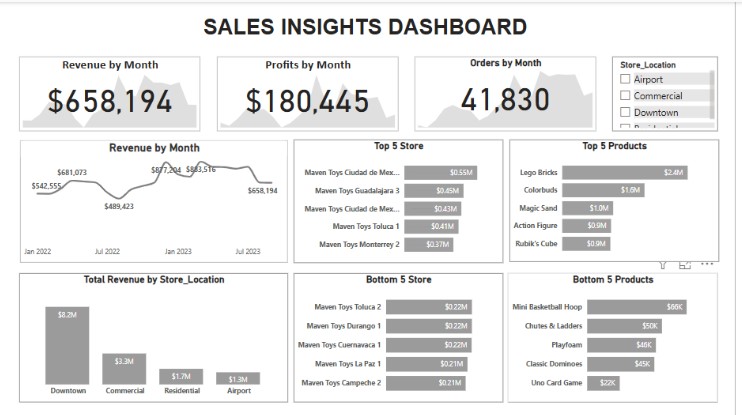 SALES INSIGHTS DASHBOARD
Revenue by Month
$658,194
Profits by Month
$180,445
Orders by Month
41,830
Store_Location
Airport
Commercial
Downtown
Revenue by Month
$542,555
$681,073
$489,423
$877,204
$883,516
$658,194
Jan 2022
Jul 2022
Jan 2023
Jul 2023
Top 5 Store
Maven Toys Ciudad de Mex... $0.55M
Maven Toys Guadalajara 3 $0.45M
Maven Toys Ciudad de Mex... $0.43M
Maven Toys Toluca 1 $0.41M
Maven Toys Monterrey 2 $0.37M
Top 5 Products
Lego Bricks $2.4M
Colorbuds $1.6M
Magic Sand $1.0M
Action Figure $0.9M
Rubik's Cube $0.9M
Total Revenue by Store_Location
$8.2M
$3.3M
$1.7M
$1.3M
Downtown
Commercial
Residential
Airport
Bottom 5 Store
Maven Toys Toluca 2 $0.22M
Maven Toys Durango 1 $0.22M
Maven Toys Cuernavaca 1 $0.22M
Maven Toys La Paz 1 $0.21M
Maven Toys Campeche 2 $0.21M
Bottom 5 Products
Mini Basketball Hoop $66K
Chutes & Ladders $50K
Playfoam
Classic Dominoes $45K
Uno Card Game $22K